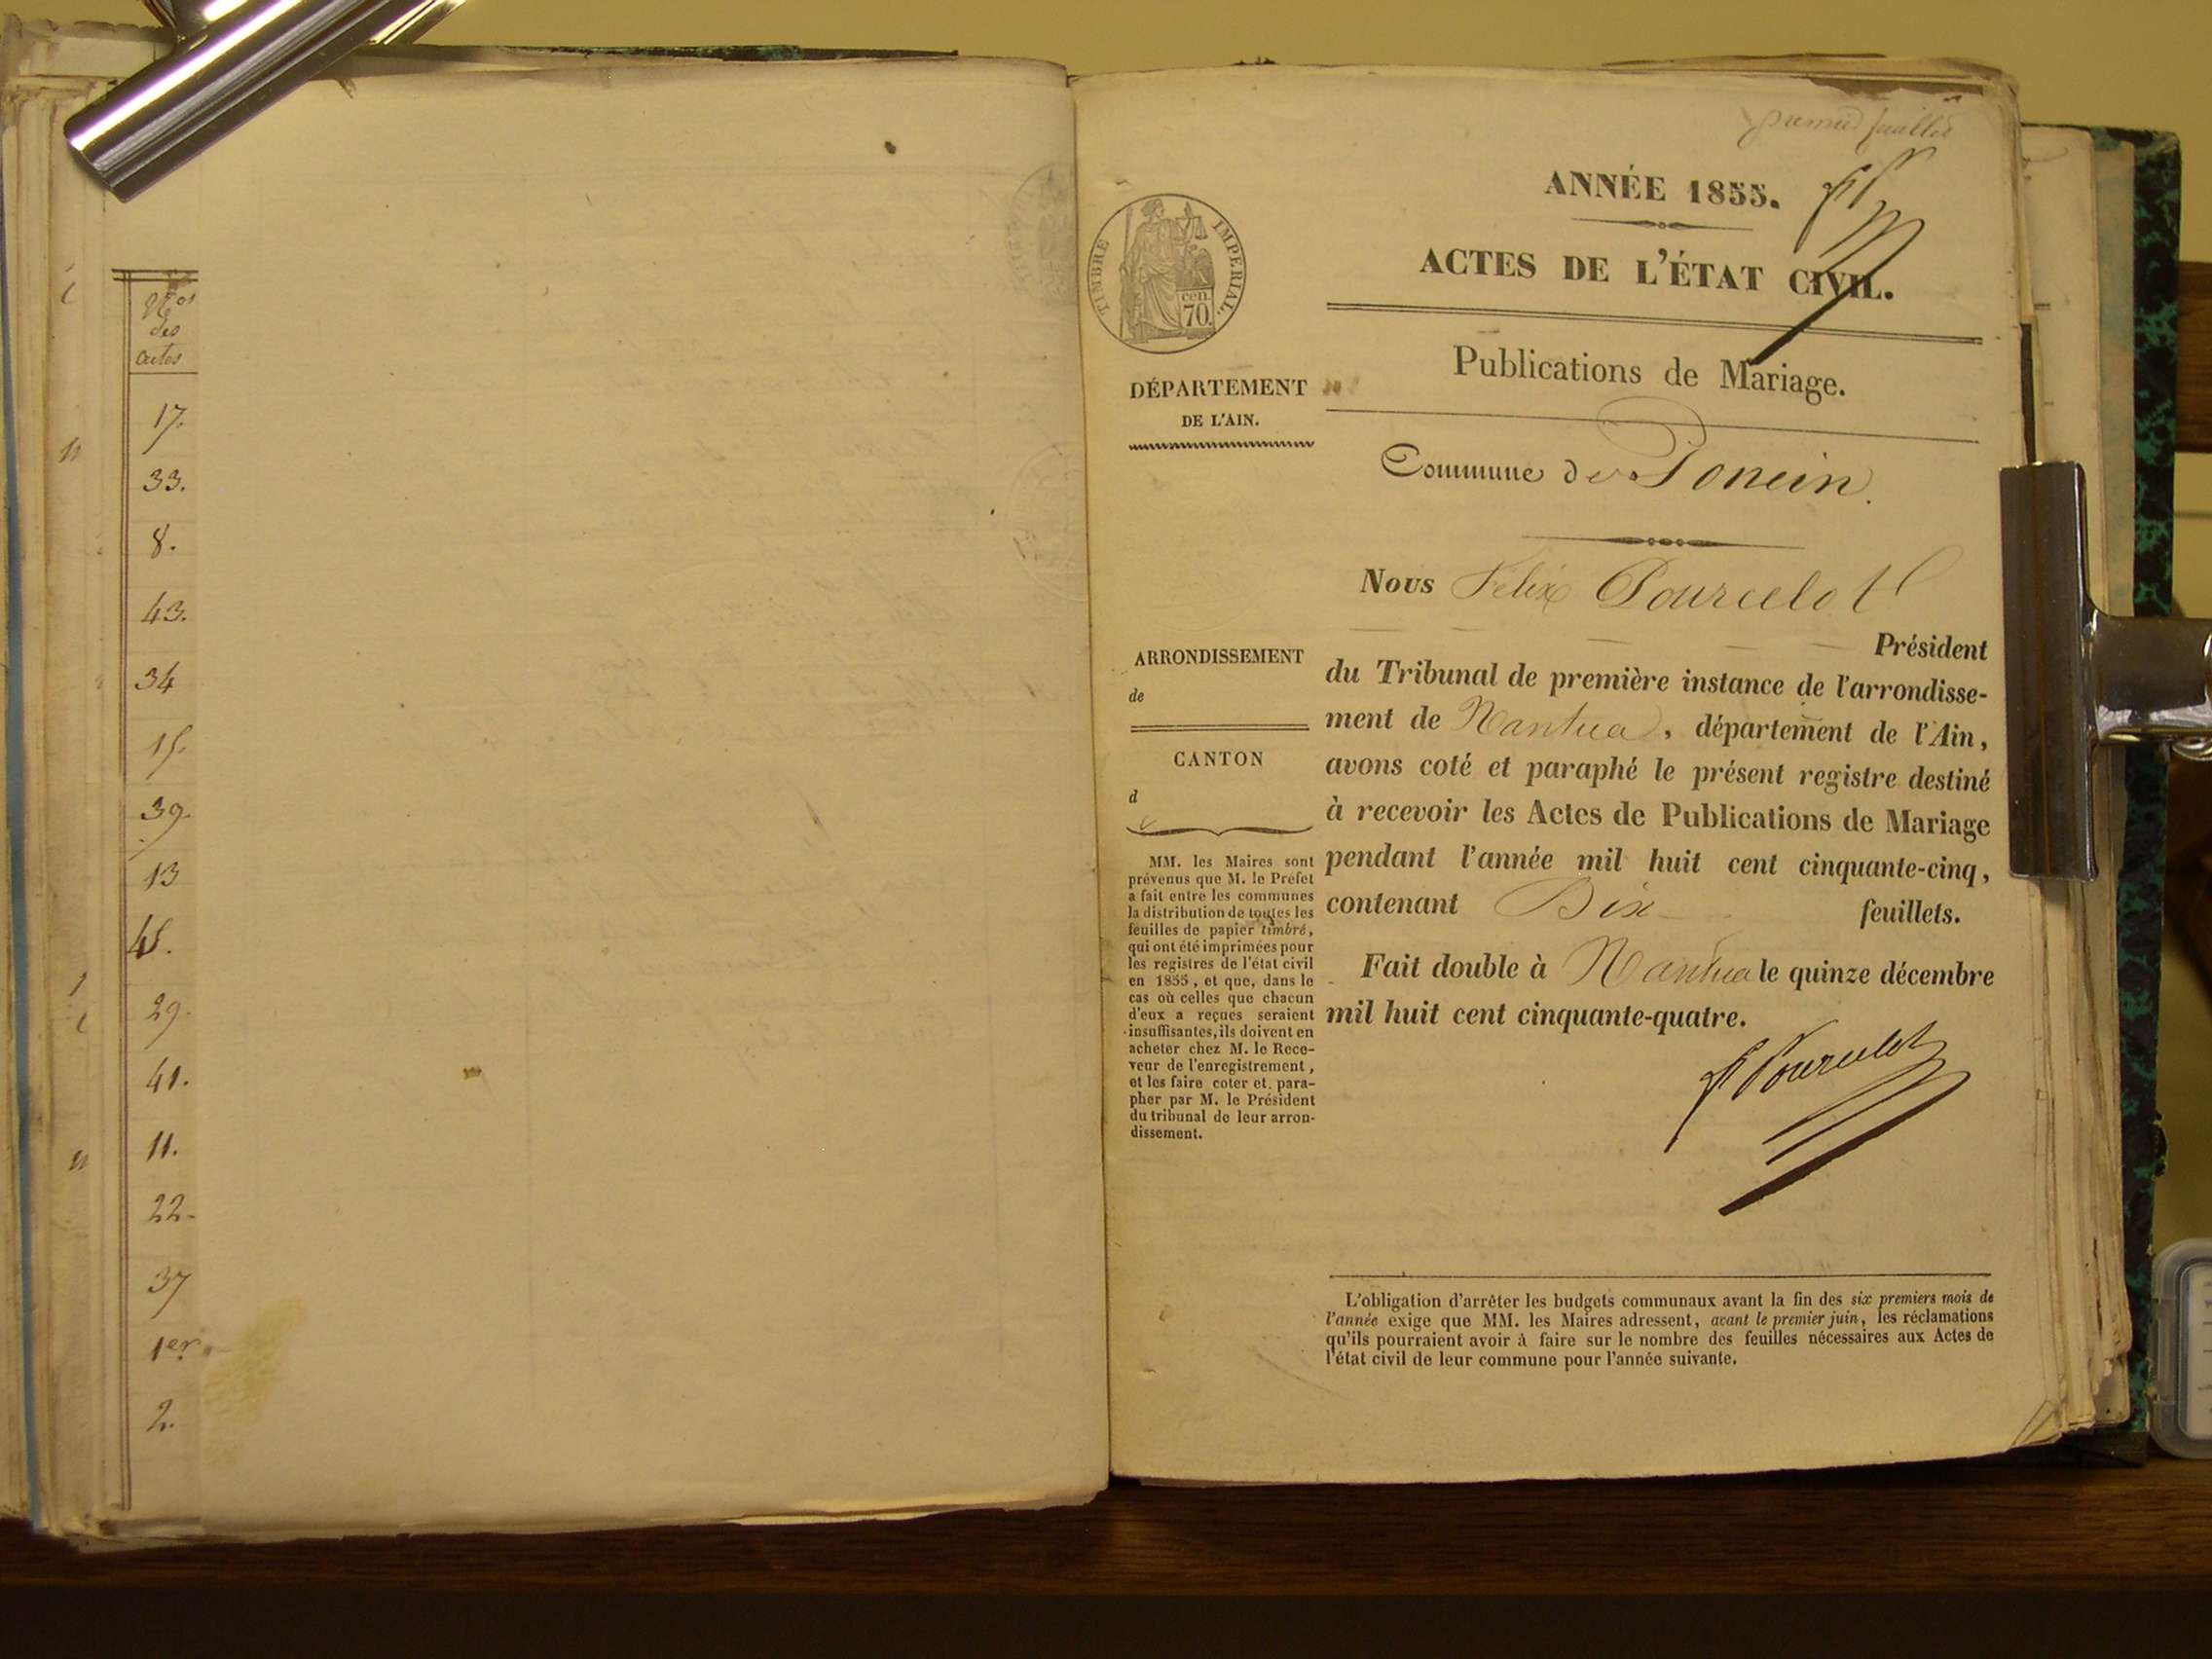 Nos
des
actes
17.
33.
8.
43.
34
15.
39.
13
45.
29.
41.
11.
22.
37
1er
2.
premier feuillet
ANNÉE 1855.
ACTES DE L'ÉTAT CIVIL.
TIMBRE IMPÉRIAL.
cen.
70.
Publications de Mariage.
DÉPARTEMENT
DE L'AIN.
Commune de Poncin.
Nous Félix Pourcelot
Président
du Tribunal de première instance de l'arrondisse-
ment de Nantua, département de l'Ain,
avons coté et paraphé le présent registre destiné
à recevoir les Actes de Publications de Mariage
pendant l'année mil huit cent cinquante-cinq,
contenant Dix feuillets.
Fait double à Nantua le quinze décembre
mil huit cent cinquante-quatre.
F Pourcelot
ARRONDISSEMENT
de
CANTON
d
MM. les Maires sont
prévenus que M. le Préfet
a fait entre les communes
la distribution de toutes les
feuilles de papier timbré,
qui ont été imprimées pour
les registres de l'état civil
en 1855, et que, dans le
cas où celles que chacun
d'eux a reçues seraient
insuffisantes, ils doivent en
acheter chez M. le Rece-
veur de l'enregistrement,
et les faire coter et. para-
pher par M. le Président
du tribunal de leur arron-
dissement.
L'obligation d'arrêter les budgets communaux avant la fin des six premiers mois de
l'année exige que MM. les Maires adressent, avant le premier juin, les réclamations
qu'ils pourraient avoir à faire sur le nombre des feuilles nécessaires aux Actes de
l'état civil de leur commune pour l'année suivante.